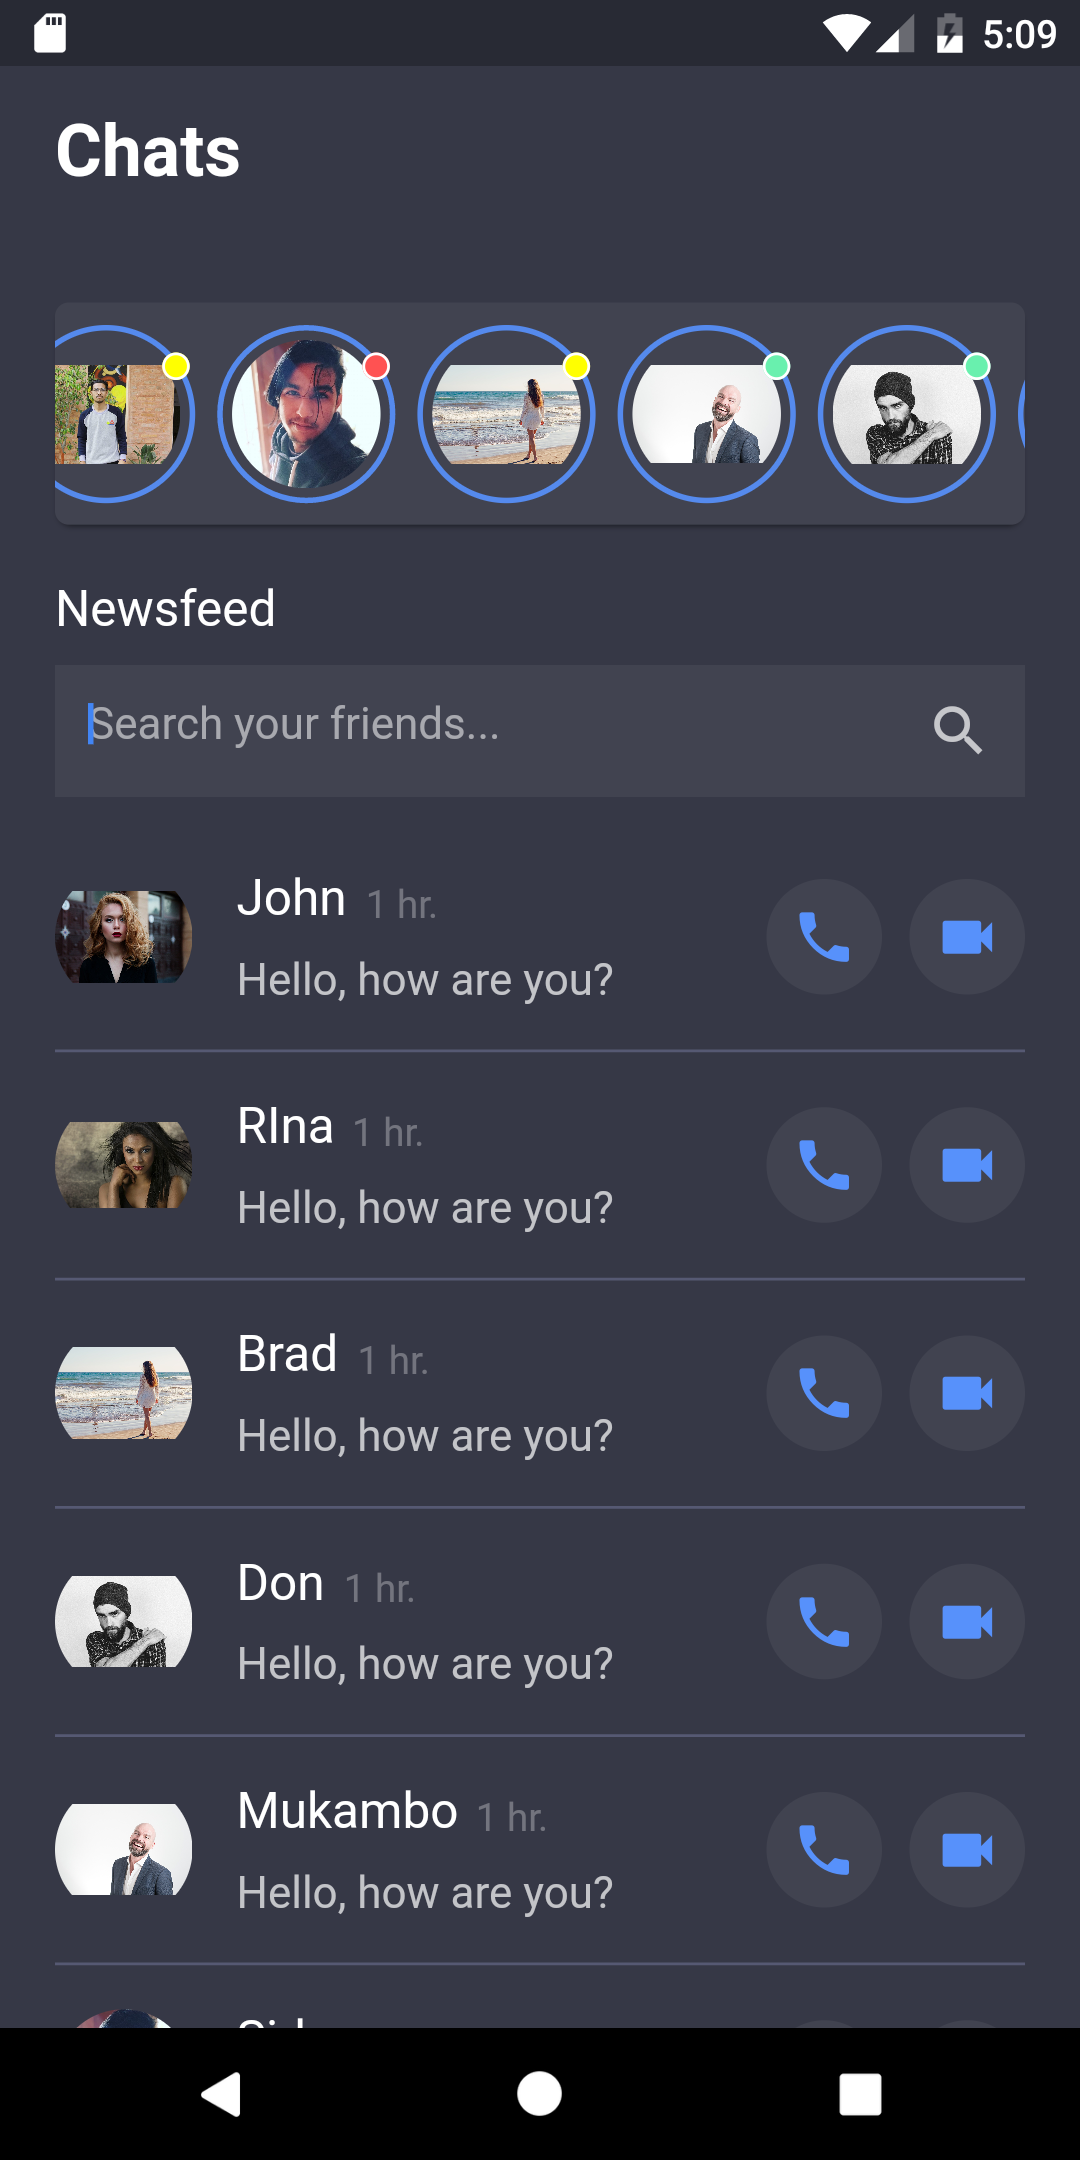 5:09
Chats
Newsfeed
Search your friends...
John 1 hr.
Hello, how are you?
RIna 1 hr.
Hello, how are you?
Brad 1 hr.
Hello, how are you?
Don 1 hr.
Hello, how are you?
Mukambo 1 hr.
Hello, how are you?